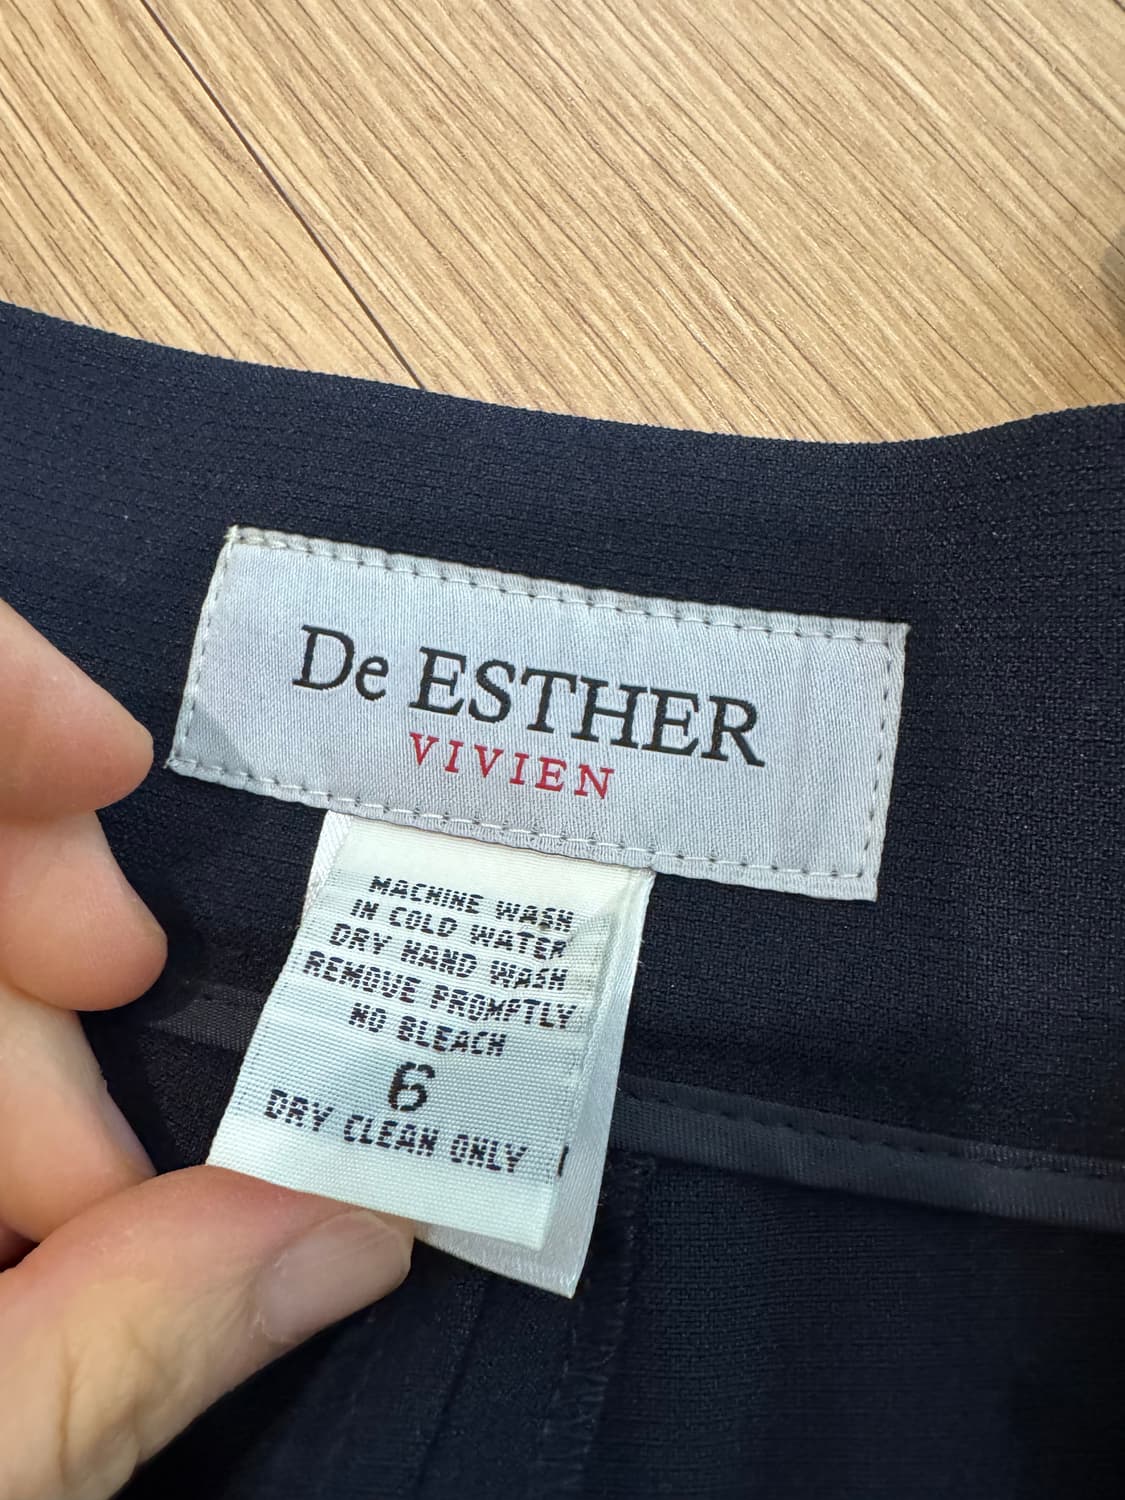 De ESTHER
VIVIEN
MACHINE WASH
IN COLD WATER
DRY HAND WASH
REMOVE PROMPTLY
NO BLEACH
6
DRY CLEAN ONLY